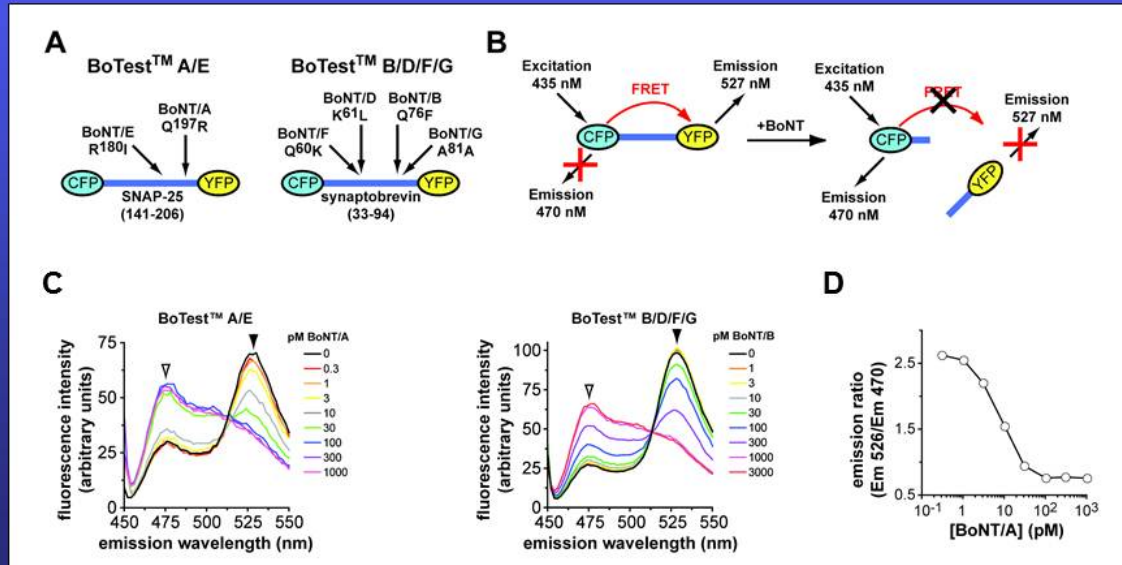 A
BoTest™ A/E
BoNT/A
Q197R
BoNT/E
R180I
CFP
YFP
SNAP-25
(141-206)
BoTest™ B/D/F/G
BoNT/D
K61L
BoNT/B
Q76F
BoNT/F
Q60K
BoNT/G
A81A
CFP
YFP
synaptobrevin
(33-94)
B
Excitation
435 nM
FRET
Emission
527 nM
CFP
YFP
Emission
470 nM
+BoNT
Excitation
435 nM
FRET
Emission
527 nM
CFP
YFP
Emission
470 nM
C
BoTest™ A/E
fluorescence intensity
(arbitrary units)
75
50
25
0
450 475 500 525 550
emission wavelength (nm)
pM BoNT/A
0
0.3
1
3
10
30
100
300
1000
BoTest™ B/D/F/G
fluorescence intensity
(arbitrary units)
100
75
50
25
0
450 475 500 525 550
emission wavelength (nm)
pM BoNT/B
0
1
3
10
30
100
300
1000
3000
D
emission ratio
(Em 526/Em 470)
2.5
1.5
0.5
10-1 1 10 102 103
[BoNT/A] (pM)